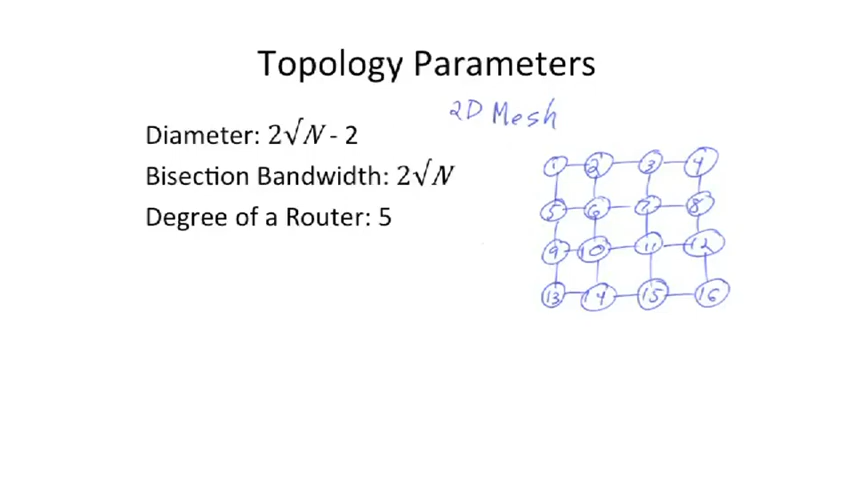 Topology Parameters
2D Mesh
Diameter: 2√N - 2
Bisection Bandwidth: 2√N
Degree of a Router: 5
1 2 3 4
5 6 7 8
9 10 11 12
13 14 15 16